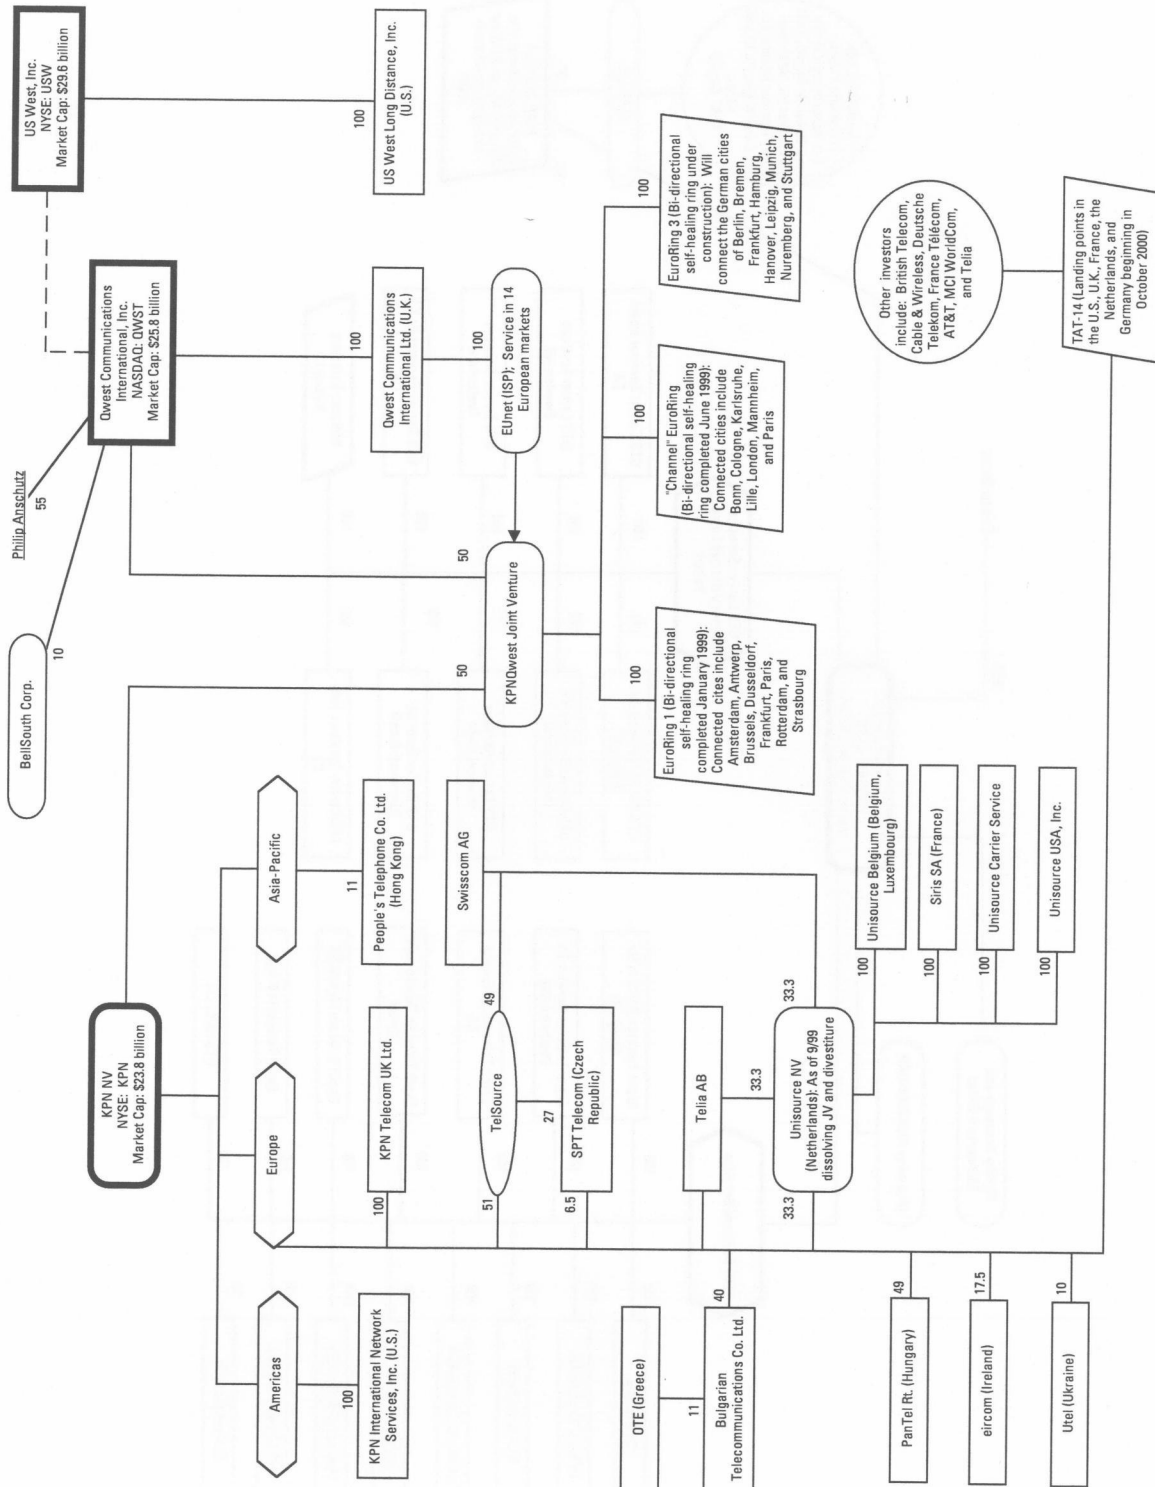 BellSouth Corp.
10
Philip Anschutz
55
US West, Inc.
NYSE: USW
Market Cap: $29.6 billion
100
US West Long Distance, Inc.
(U.S.)
Qwest Communications
International, Inc.
NASDAQ: QWST
Market Cap: $25.8 billion
100
Qwest Communications
International Ltd. (U.K.)
100
EUnet (ISP); Service in 14
European markets
KPN NV
NYSE: KPN
Market Cap: $23.8 billion
50
50
KPNQwest Joint Venture
100
EuroRing 1 (Bi-directional
self-healing ring
completed January 1999):
Connected cites include
Amsterdam, Antwerp,
Brussels, Dusseldorf,
Frankfurt, Paris,
Rotterdam, and
Strasbourg
100
"Channel" EuroRing
(Bi-directional self-healing
ring completed June 1999):
Connected cities include
Bonn, Cologne, Karlsruhe,
Lille, London, Mannheim,
and Paris
100
EuroRing 3 (Bi-directional
self-healing ring under
construction): Will
connect the German cities
of Berlin, Bremen,
Frankfurt, Hamburg,
Hanover, Leipzig, Munich,
Nuremberg, and Stuttgart
Americas
100
KPN International Network
Services, Inc. (U.S.)
Europe
Asia-Pacific
11
People's Telephone Co. Ltd.
(Hong Kong)
100
KPN Telecom UK Ltd.
Swisscom AG
51
TelSource
49
27
6.5
SPT Telecom (Czech
Republic)
OTE (Greece)
11
40
Bulgarian
Telecommunications Co. Ltd.
Telia AB
33.3
33.3
33.3
Unisource NV
(Netherlands): As of 9/99
dissolving JV and divestiture
100
Unisource Belgium (Belgium,
Luxembourg)
100
Siris SA (France)
100
Unisource Carrier Service
100
Unisource USA, Inc.
49
PanTel Rt. (Hungary)
17.5
eircom (Ireland)
10
Utel (Ukraine)
Other investors
include: British Telecom,
Cable & Wireless, Deutsche
Telekom, France Télécom,
AT&T, MCI WorldCom,
and Telia
TAT-14 (Landing points in
the U.S., U.K., France, the
Netherlands, and
Germany beginning in
October 2000)